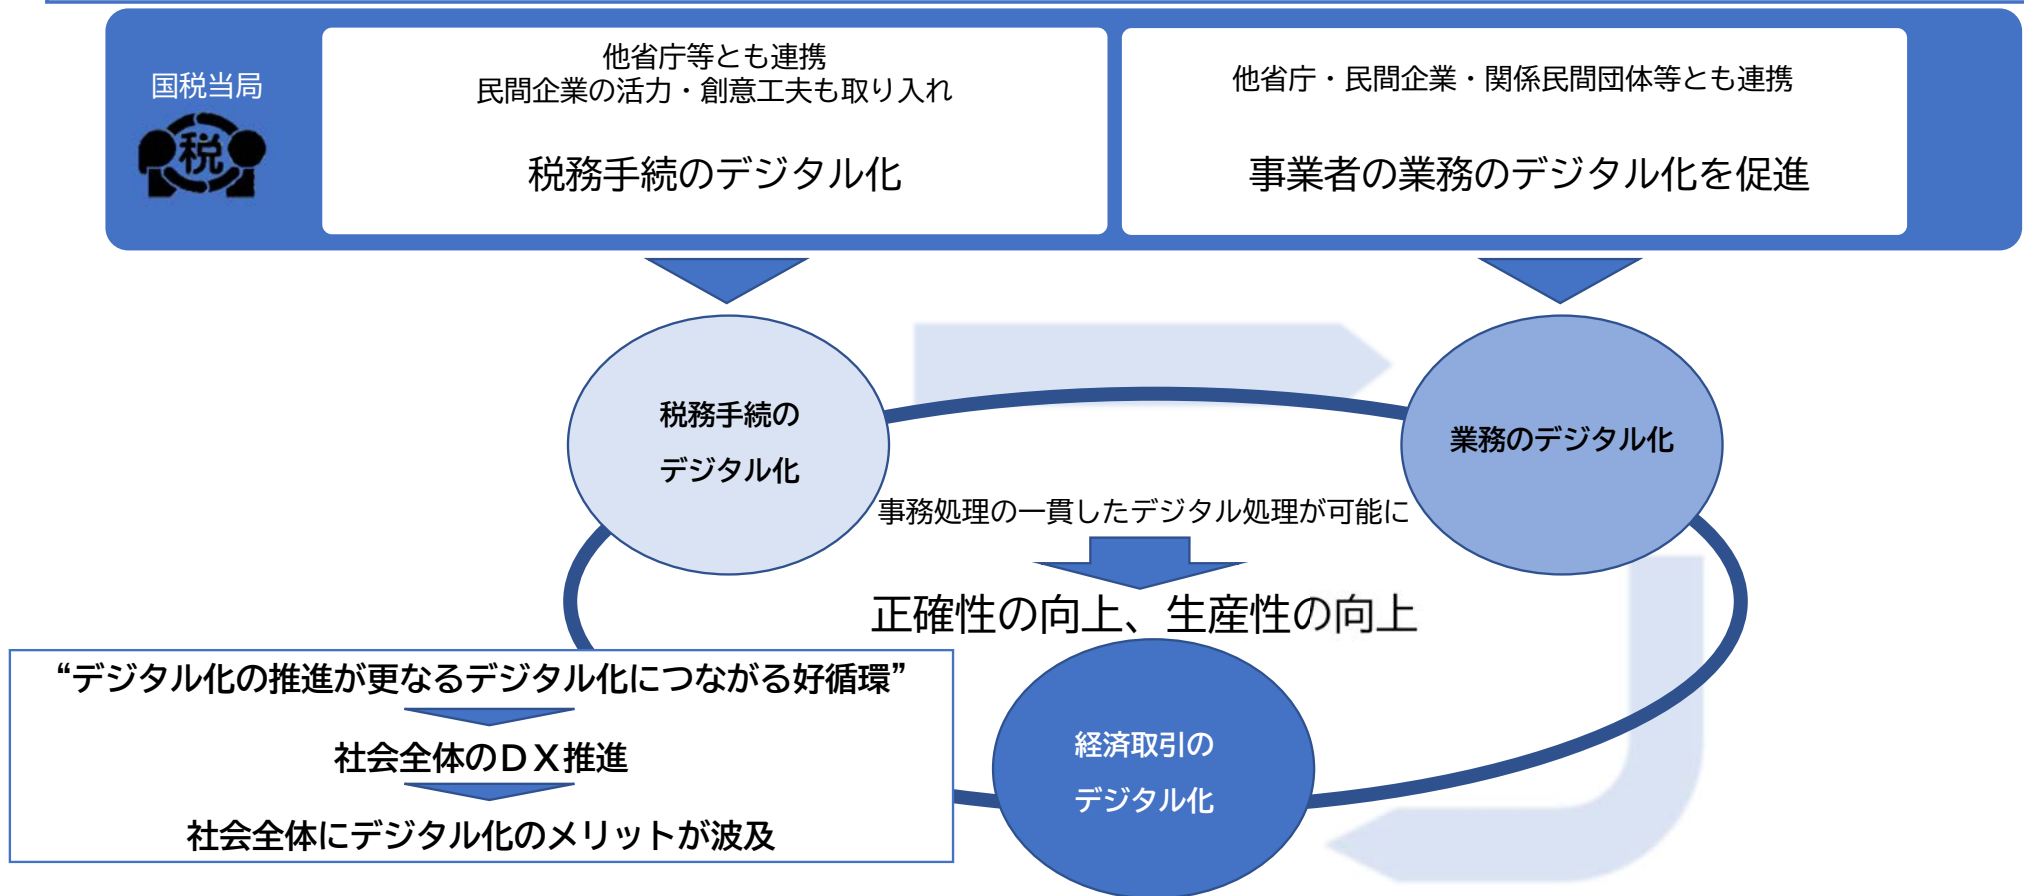 国税当局
税
他省庁等とも連携
民間企業の活力・創意工夫も取り入れ
税務手続のデジタル化
他省庁・民間企業・関係民間団体等とも連携
事業者の業務のデジタル化を促進
税務手続の
デジタル化
業務のデジタル化
事務処理の一貫したデジタル処理が可能に
正確性の向上、生産性の向上
経済取引の
デジタル化
“デジタル化の推進が更なるデジタル化につながる好循環”
社会全体のＤＸ推進
社会全体にデジタル化のメリットが波及